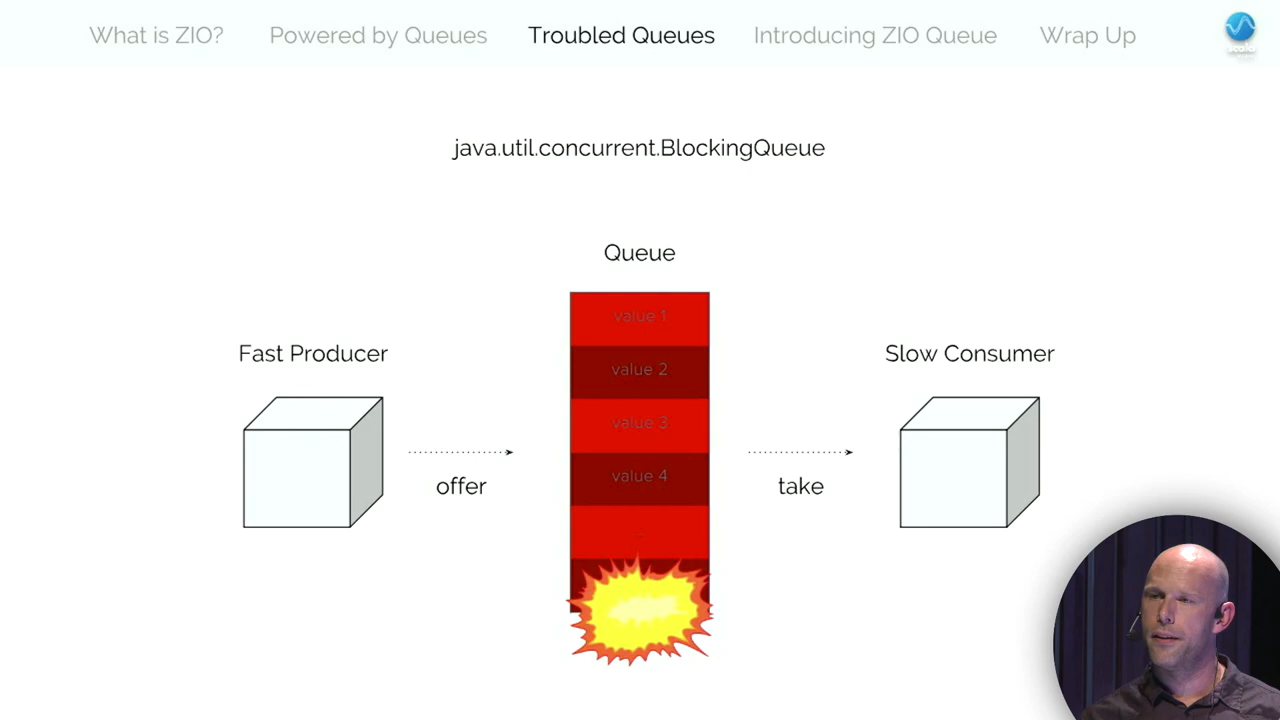 What is ZIO? Powered by Queues Troubled Queues Introducing ZIO Queue Wrap Up
scala
java.util.concurrent.BlockingQueue
Queue
value 1
Fast Producer
Slow Consumer
value 2
value 3
value 4
offer
take
...